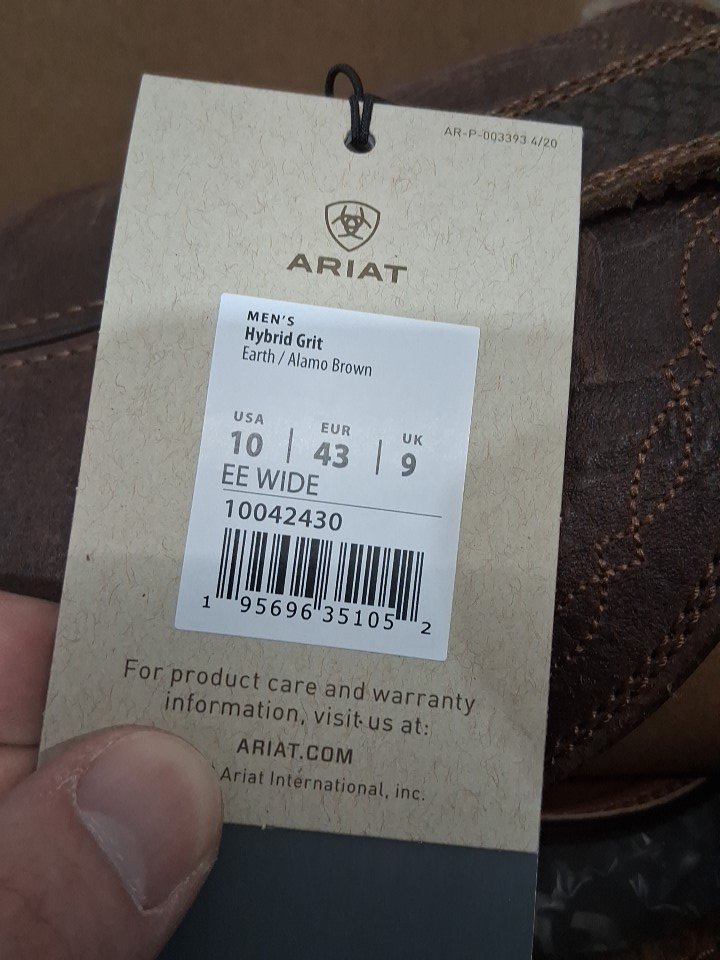 AR-P-003393 4/20
ARIAT
MEN'S
Hybrid Grit
Earth / Alamo Brown
USA | EUR | UK
10 | 43 | 9
EE WIDE
10042430
1 95696 35105 2
For product care and warranty
information, visit us at:
ARIAT.COM
Ariat International, inc.